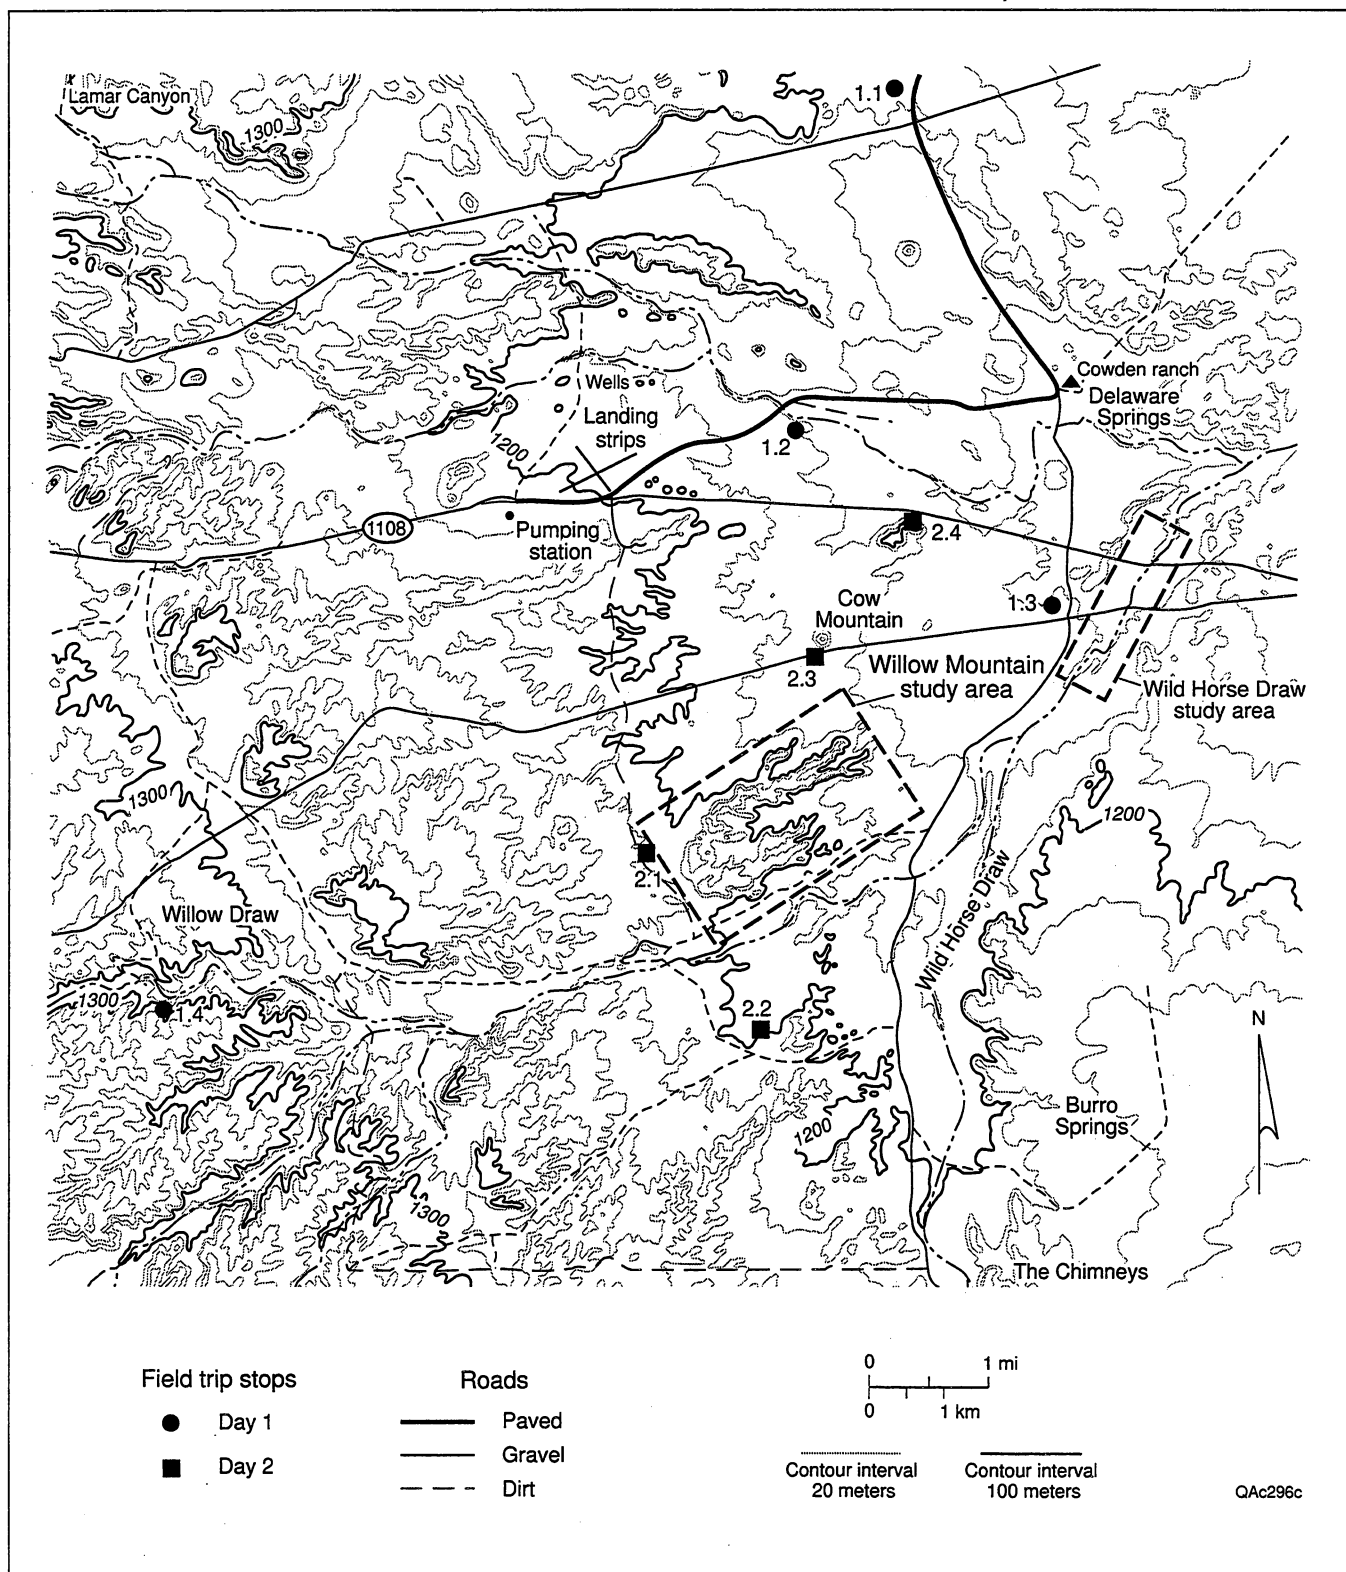 Lamar Canyon
1300
1.1
Cowden ranch
Delaware
Springs
Wells
Landing
strips
1200
1.2
1108
Pumping
station
2.4
Cow
Mountain
1.3
2.3
Willow Mountain
study area
Wild Horse Draw
study area
1300
1200
2.1
Willow Draw
Wild Horse Draw
1300
1.4
2.2
N
Burro
Springs
1200
1300
The Chimneys
Field trip stops
Day 1
Day 2
Roads
Paved
Gravel
Dirt
0 1 mi
0 1 km
Contour interval
20 meters
Contour interval
100 meters
QAc296c